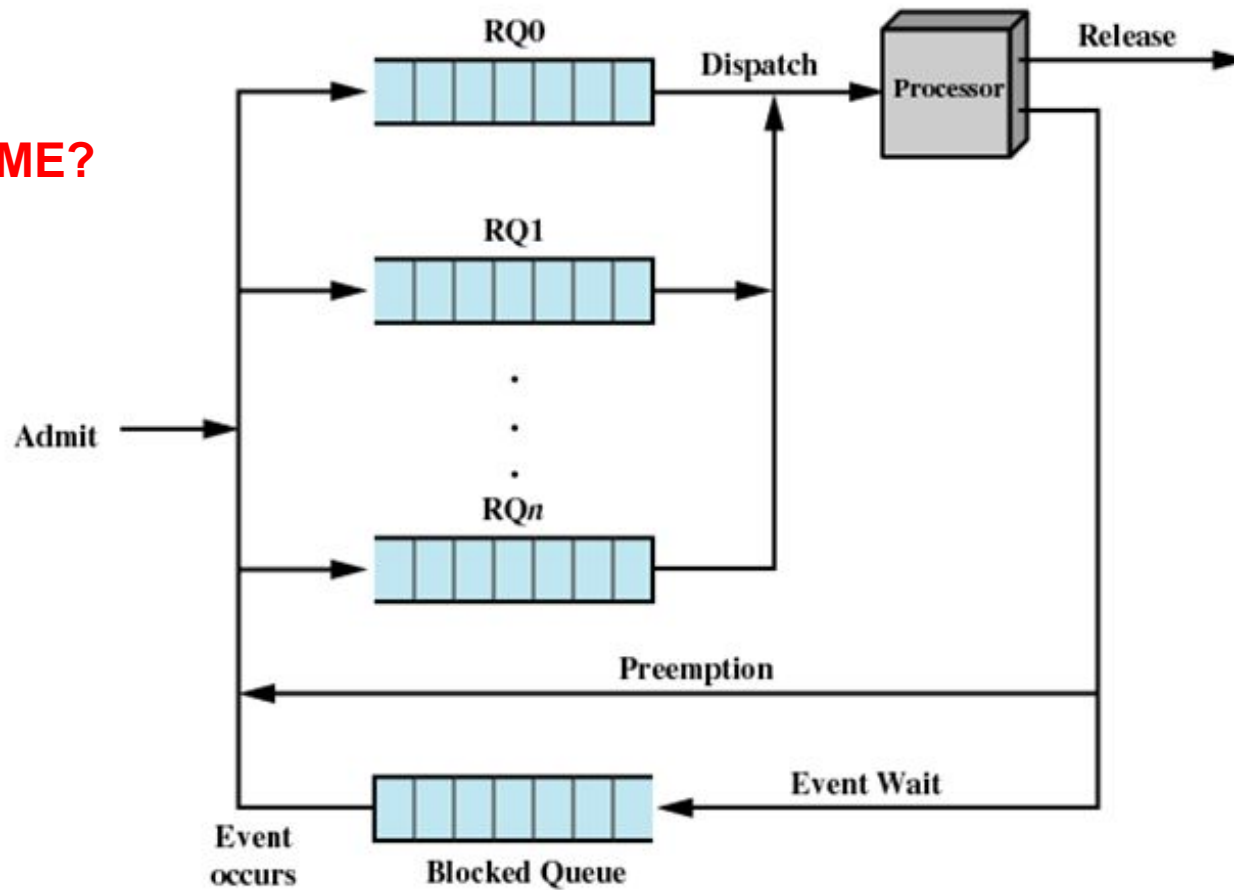 RQ0
Release
Dispatch
Processor
ME?
RQ1
.
.
.
Admit
RQn
Preemption
Event Wait
Event
occurs
Blocked Queue